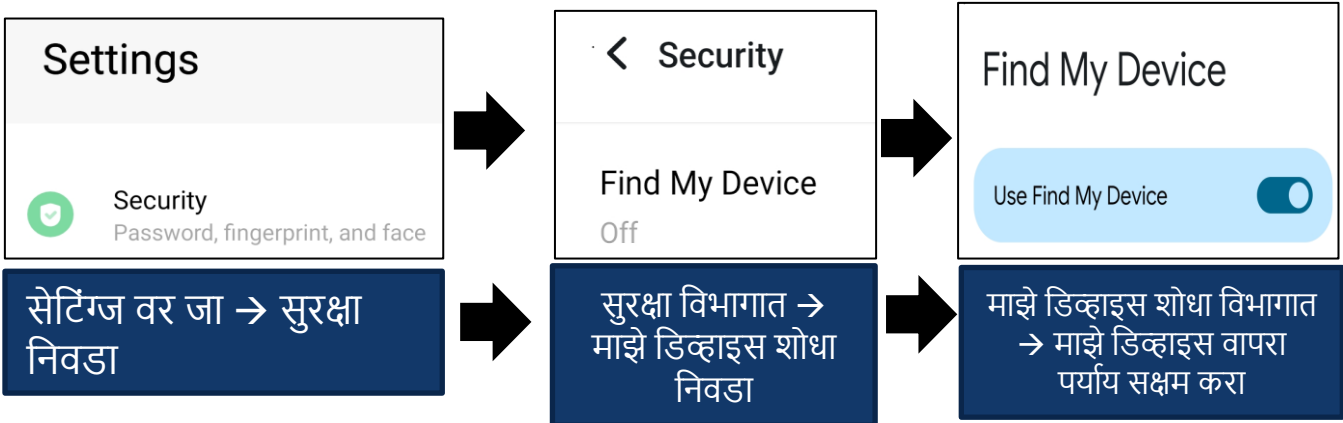 Settings
Security
Password, fingerprint, and face
Security
Find My Device
Off
Find My Device
Use Find My Device
सेटिंग्ज वर जा → सुरक्षा
निवडा
सुरक्षा विभागात →
माझे डिव्हाइस शोधा
निवडा
माझे डिव्हाइस शोधा विभागात
→ माझे डिव्हाइस वापरा
पर्याय सक्षम करा